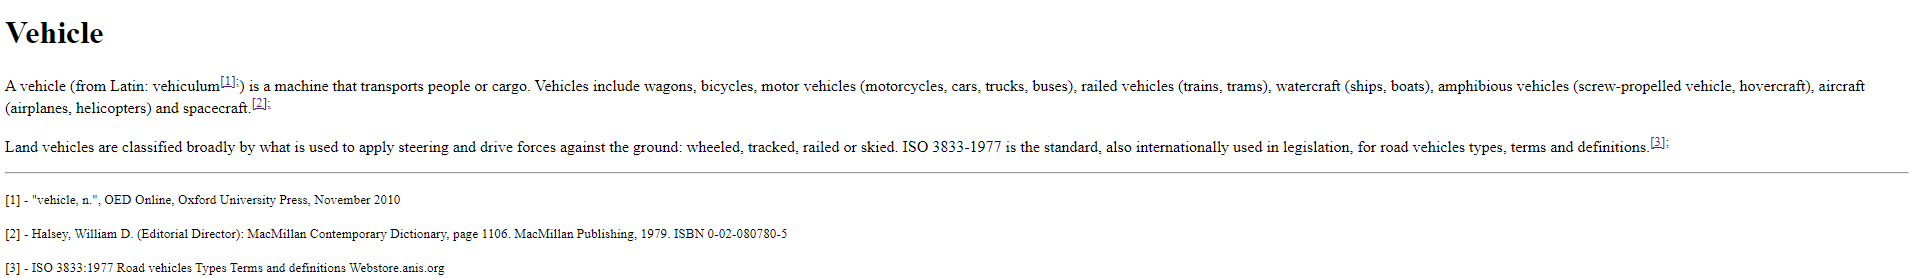 Vehicle
A vehicle (from Latin: vehiculum[1];) is a machine that transports people or cargo. Vehicles include wagons, bicycles, motor vehicles (motorcycles, cars, trucks, buses), railed vehicles (trains, trams), watercraft (ships, boats), amphibious vehicles (screw-propelled vehicle, hovercraft), aircraft
(airplanes, helicopters) and spacecraft.[2];
Land vehicles are classified broadly by what is used to apply steering and drive forces against the ground: wheeled, tracked, railed or skied. ISO 3833-1977 is the standard, also internationally used in legislation, for road vehicles types, terms and definitions.[3];
[1] - "vehicle, n.", OED Online, Oxford University Press, November 2010
[2] - Halsey, William D. (Editorial Director): MacMillan Contemporary Dictionary, page 1106. MacMillan Publishing, 1979. ISBN 0-02-080780-5
[3] - ISO 3833:1977 Road vehicles Types Terms and definitions Webstore.anis.org